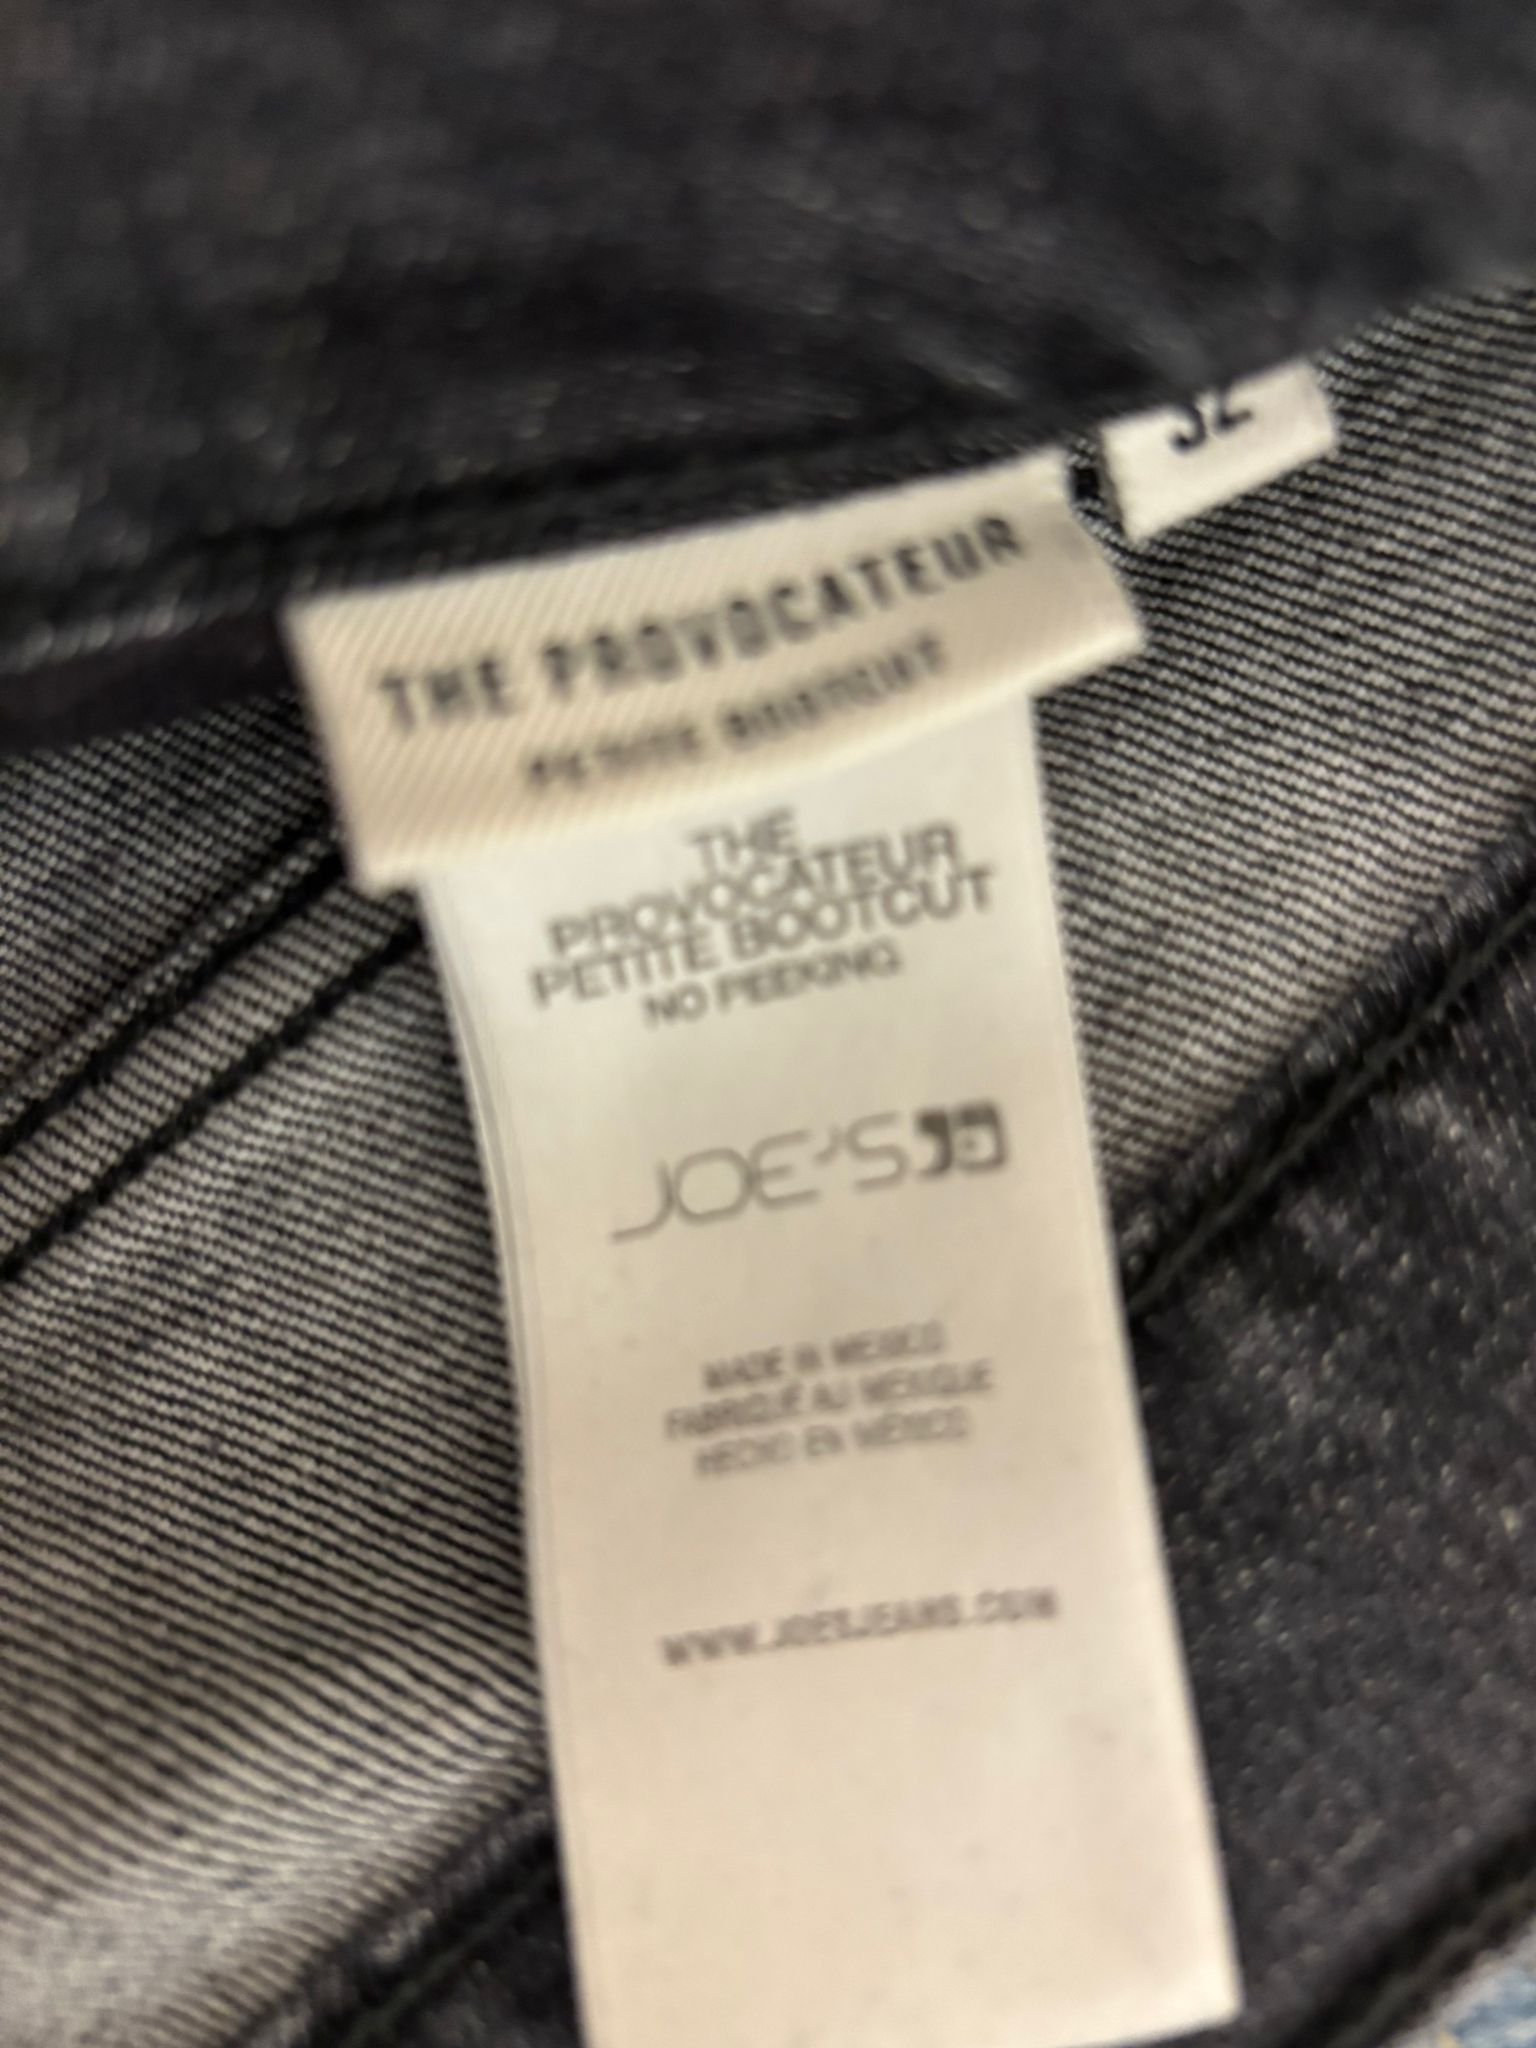 32
THE PROVOCATEUR
PETITE BOOTCUT
THE
PROVOCATEUR
PETITE BOOTCUT
NO PEEKING
JOE'S
MADE IN MEXICO
FABRIQUÉ AU MEXIQUE
HECHO EN MÉXICO
WWW.JOESJEANS.COM